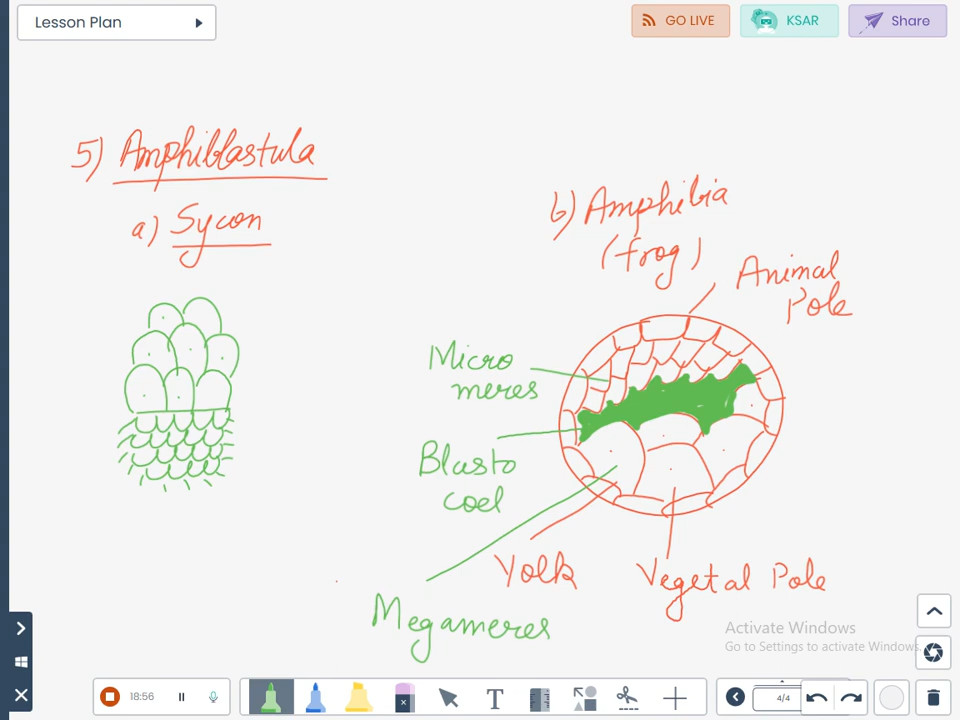 Lesson Plan
GO LIVE
KSAR
Share
5) Amphiblastula
a) Sycon
b) Amphibia
(frog)
Animal
Pole
Micro
meres
Blasto
coel
Yolk
Vegetal Pole
Megameres
Activate Windows
Go to Settings to activate Windows.
18:56
T
4/4